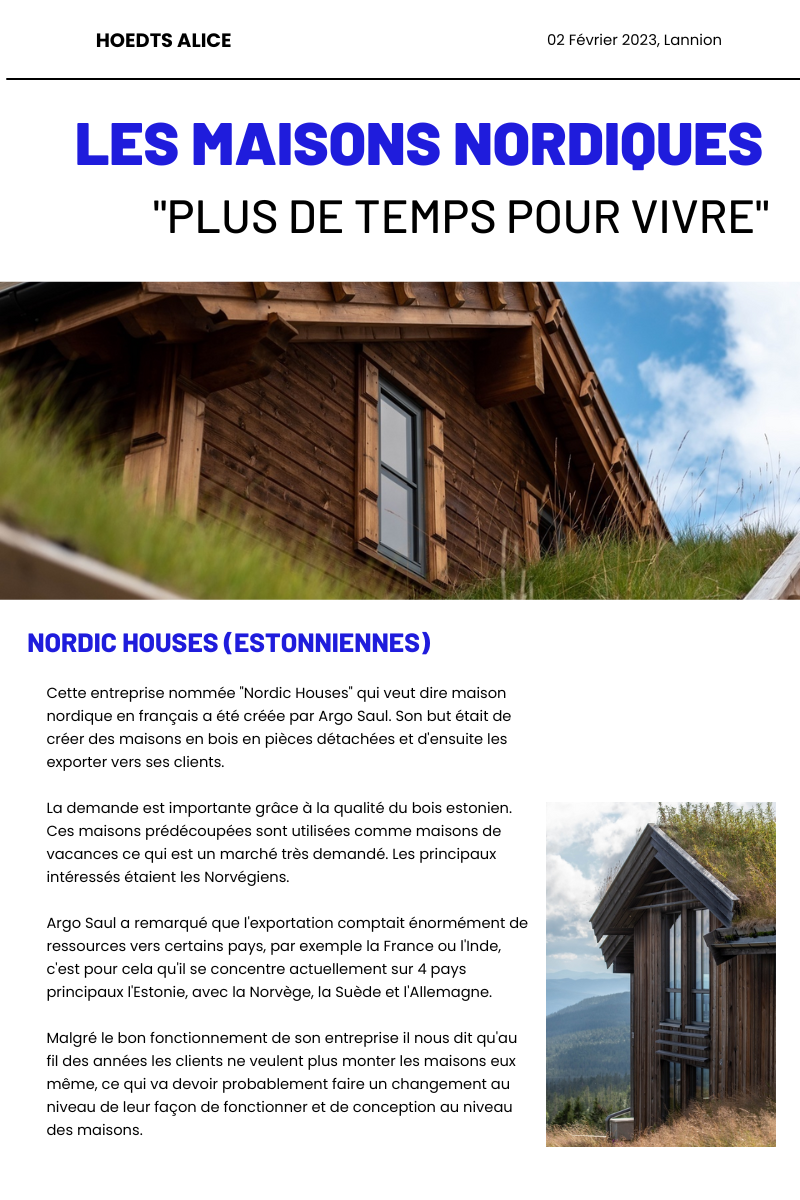 HOEDTS ALICE
02 Février 2023, Lannion
LES MAISONS NORDIQUES
"PLUS DE TEMPS POUR VIVRE"
NORDIC HOUSES (ESTONNIENNES)
Cette entreprise nommée "Nordic Houses" qui veut dire maison
nordique en français a été créée par Argo Saul. Son but était de
créer des maisons en bois en pièces détachées et d'ensuite les
exporter vers ses clients.
La demande est importante grâce à la qualité du bois estonien.
Ces maisons prédécoupées sont utilisées comme maisons de
vacances ce qui est un marché très demandé. Les principaux
intéressés étaient les Norvégiens.
Argo Saul a remarqué que l'exportation comptait énormément de
ressources vers certains pays, par exemple la France ou l'Inde,
c'est pour cela qu'il se concentre actuellement sur 4 pays
principaux l'Estonie, avec la Norvège, la Suède et l'Allemagne.
Malgré le bon fonctionnement de son entreprise il nous dit qu'au
fil des années les clients ne veulent plus monter les maisons eux
même, ce qui va devoir probablement faire un changement au
niveau de leur façon de fonctionner et de conception au niveau
des maisons.